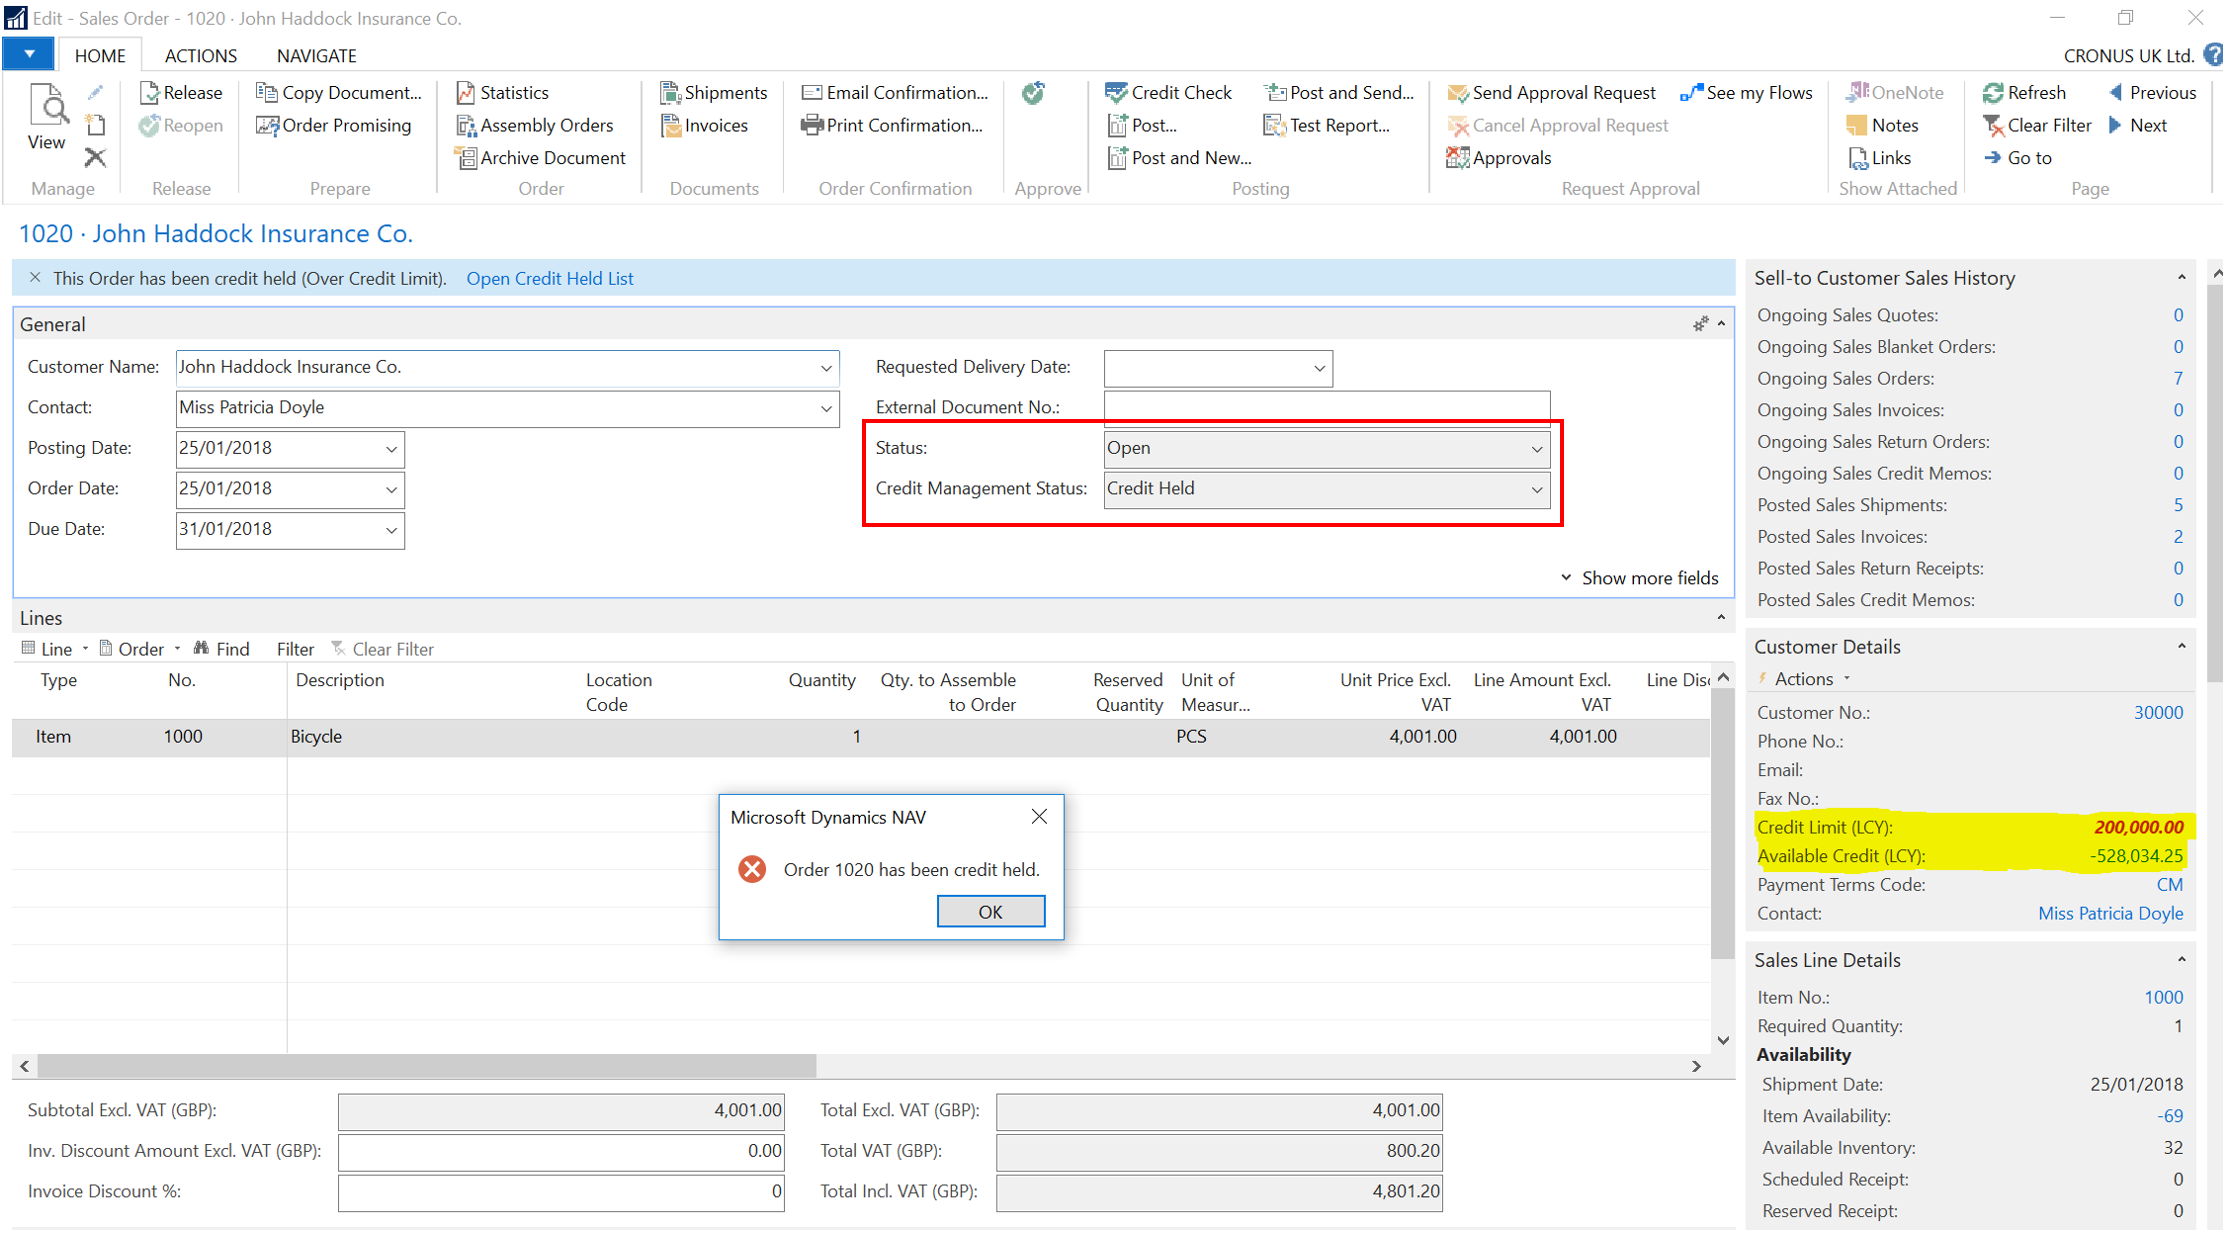 Edit - Sales Order - 1020 · John Haddock Insurance Co.
HOME ACTIONS NAVIGATE CRONUS UK Ltd. ?
View
Manage
Release
Reopen
Release
Copy Document...
Order Promising
Prepare
Statistics
Assembly Orders
Archive Document
Order
Shipments
Invoices
Documents
Email Confirmation...
Print Confirmation...
Order Confirmation
Approve
Credit Check
Post...
Post and New...
Post and Send...
Test Report...
Posting
Send Approval Request
Cancel Approval Request
Approvals
See my Flows
Request Approval
OneNote
Notes
Links
Show Attached
Refresh
Clear Filter
Go to
Previous
Next
Page
1020 · John Haddock Insurance Co.
This Order has been credit held (Over Credit Limit). Open Credit Held List
General
Customer Name: John Haddock Insurance Co.
Contact: Miss Patricia Doyle
Posting Date: 25/01/2018
Order Date: 25/01/2018
Due Date: 31/01/2018
Requested Delivery Date:
External Document No.:
Status: Open
Credit Management Status: Credit Held
Show more fields
Lines
Line Order Find Filter Clear Filter
Type No. Description Location Code Quantity Qty. to Assemble to Order Reserved Quantity Unit of Measur... Unit Price Excl. VAT Line Amount Excl. VAT Line Disc
Item 1000 Bicycle 1 PCS 4,001.00 4,001.00
Microsoft Dynamics NAV
Order 1020 has been credit held.
OK
Subtotal Excl. VAT (GBP): 4,001.00
Inv. Discount Amount Excl. VAT (GBP): 0.00
Invoice Discount %: 0
Total Excl. VAT (GBP): 4,001.00
Total VAT (GBP): 800.20
Total Incl. VAT (GBP): 4,801.20
Sell-to Customer Sales History
Ongoing Sales Quotes: 0
Ongoing Sales Blanket Orders: 0
Ongoing Sales Orders: 7
Ongoing Sales Invoices: 0
Ongoing Sales Return Orders: 0
Ongoing Sales Credit Memos: 0
Posted Sales Shipments: 5
Posted Sales Invoices: 2
Posted Sales Return Receipts: 0
Posted Sales Credit Memos: 0
Customer Details
Actions
Customer No.: 30000
Phone No.:
Email:
Fax No.:
Credit Limit (LCY): 200,000.00
Available Credit (LCY): -528,034.25
Payment Terms Code: CM
Contact: Miss Patricia Doyle
Sales Line Details
Item No.: 1000
Required Quantity: 1
Availability
Shipment Date: 25/01/2018
Item Availability: -69
Available Inventory: 32
Scheduled Receipt: 0
Reserved Receipt: 0